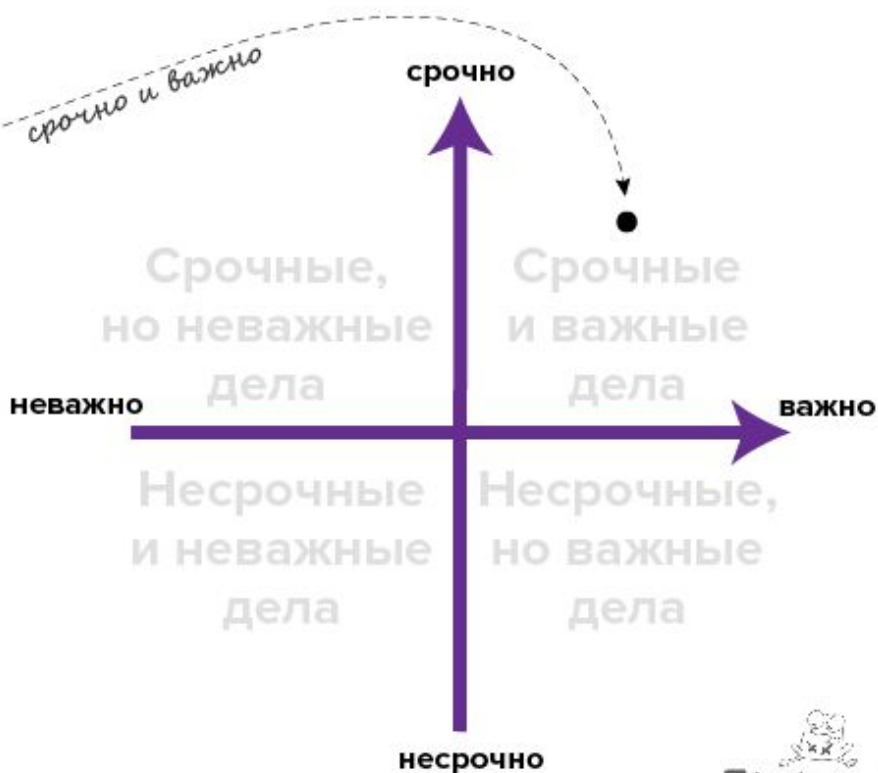 срочно и важно
срочно
Срочные,
но неважные
дела
Срочные
и важные
дела
неважно
важно
Несрочные
и неважные
дела
Несрочные,
но важные
дела
несрочно